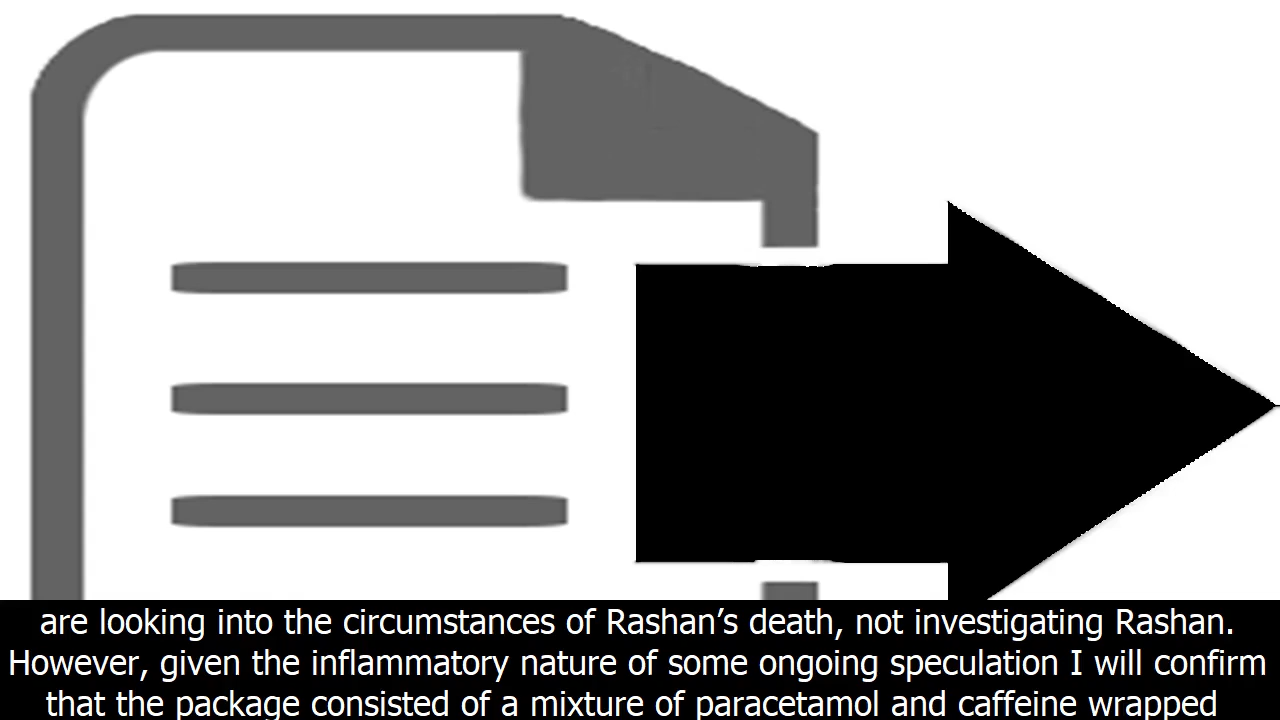 are looking into the circumstances of Rashan’s death, not investigating Rashan.
However, given the inflammatory nature of some ongoing speculation I will confirm
that the package consisted of a mixture of paracetamol and caffeine wrapped